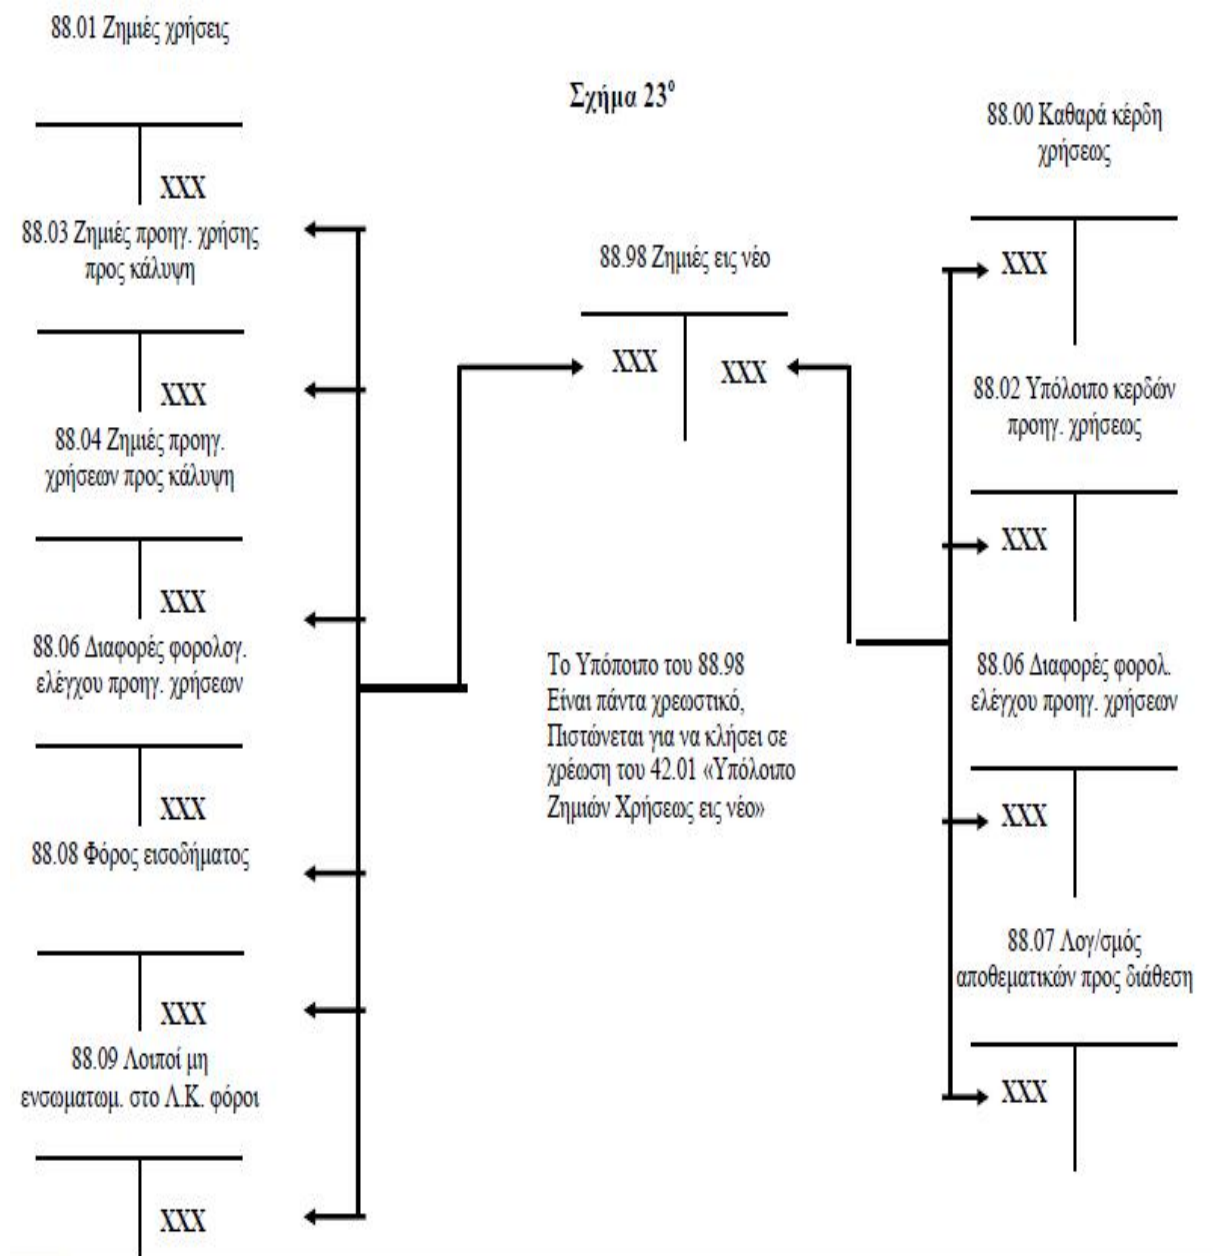 88.01 Ζημιές χρήσεις
XXX
88.03 Ζημιές προηγ. χρήσης
προς κάλυψη
XXX
88.04 Ζημιές προηγ.
χρήσεων προς κάλυψη
XXX
88.06 Διαφορές φορολογ.
ελέγχου προηγ. χρήσεων
XXX
88.08 Φόρος εισοδήματος
XXX
88.09 Λοιποί μη
ενσωματωμ. στο Λ.Κ. φόροι
XXX
Σχήμα 23°
88.98 Ζημιές εις νέο
XXX XXX
Το Υπόποιπο του 88.98
Είναι πάντα χρεωστικό,
Πιστώνεται για να κλήσει σε
χρέωση του 42.01 «Υπόλοιπο
Ζημιών Χρήσεως εις νέο»
88.00 Καθαρά κέρδη
χρήσεως
XXX
88.02 Υπόλοιπο κερδών
προηγ. χρήσεως
XXX
88.06 Διαφορές φορολ.
ελέγχου προηγ. χρήσεων
XXX
88.07 Λογ/σμός
αποθεματικών προς διάθεση
XXX